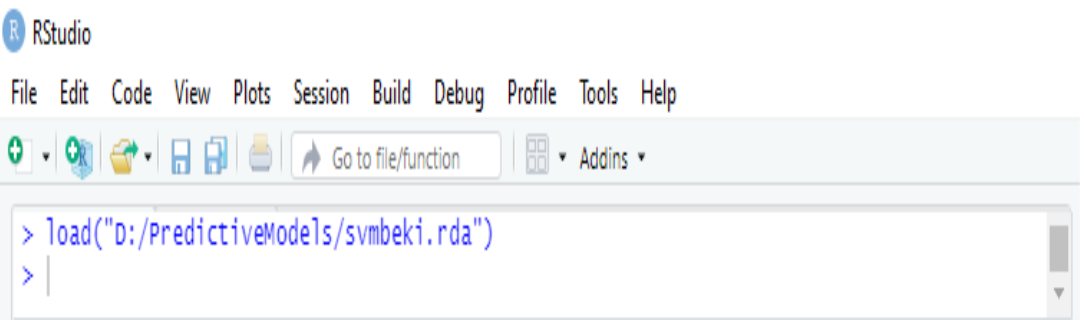 RStudio
File Edit Code View Plots Session Build Debug Profile Tools Help
Go to file/function Addins
> load("D:/PredictiveModels/svmbeki.rda")
>